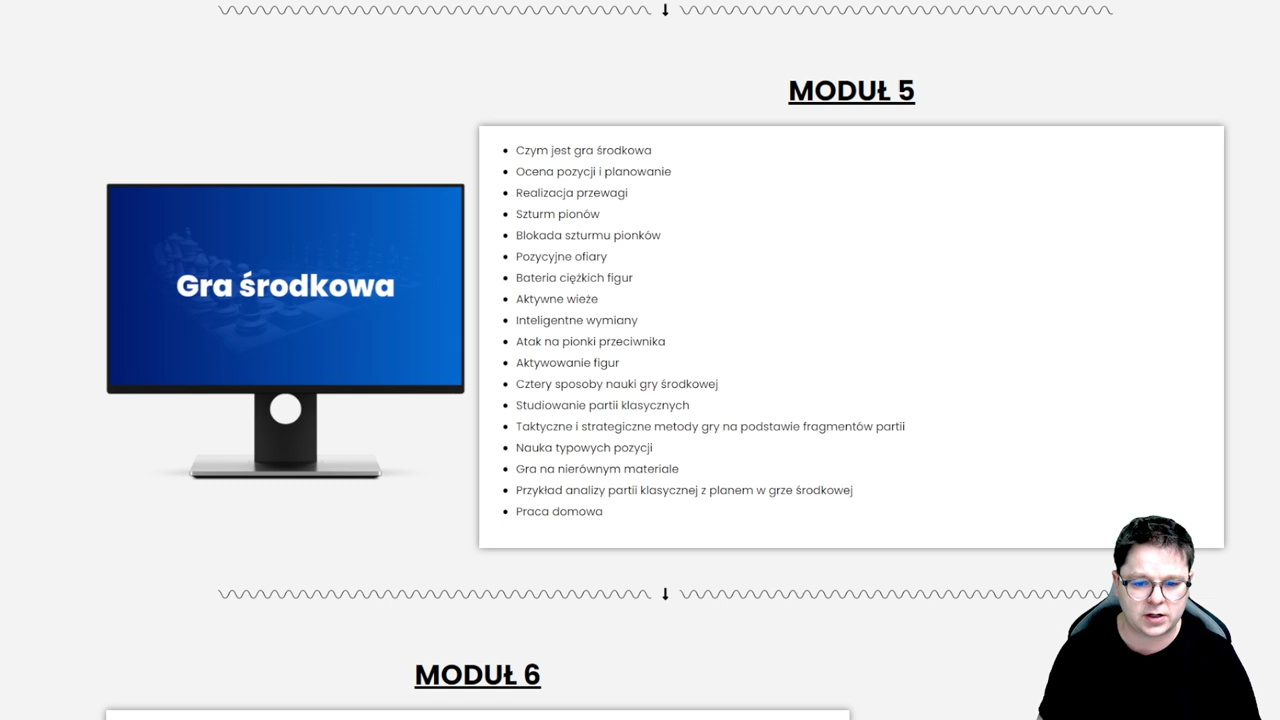 MODUŁ 5
Gra środkowa
Czym jest gra środkowa
Ocena pozycji i planowanie
Realizacja przewagi
Szturm pionów
Blokada szturmu pionków
Pozycyjne ofiary
Bateria ciężkich figur
Aktywne wieże
Inteligentne wymiany
Atak na pionki przeciwnika
Aktywowanie figur
Cztery sposoby nauki gry środkowej
Studiowanie partii klasycznych
Taktyczne i strategiczne metody gry na podstawie fragmentów partii
Nauka typowych pozycji
Gra na nierównym materiale
Przykład analizy partii klasycznej z planem w grze środkowej
Praca domowa
MODUŁ 6